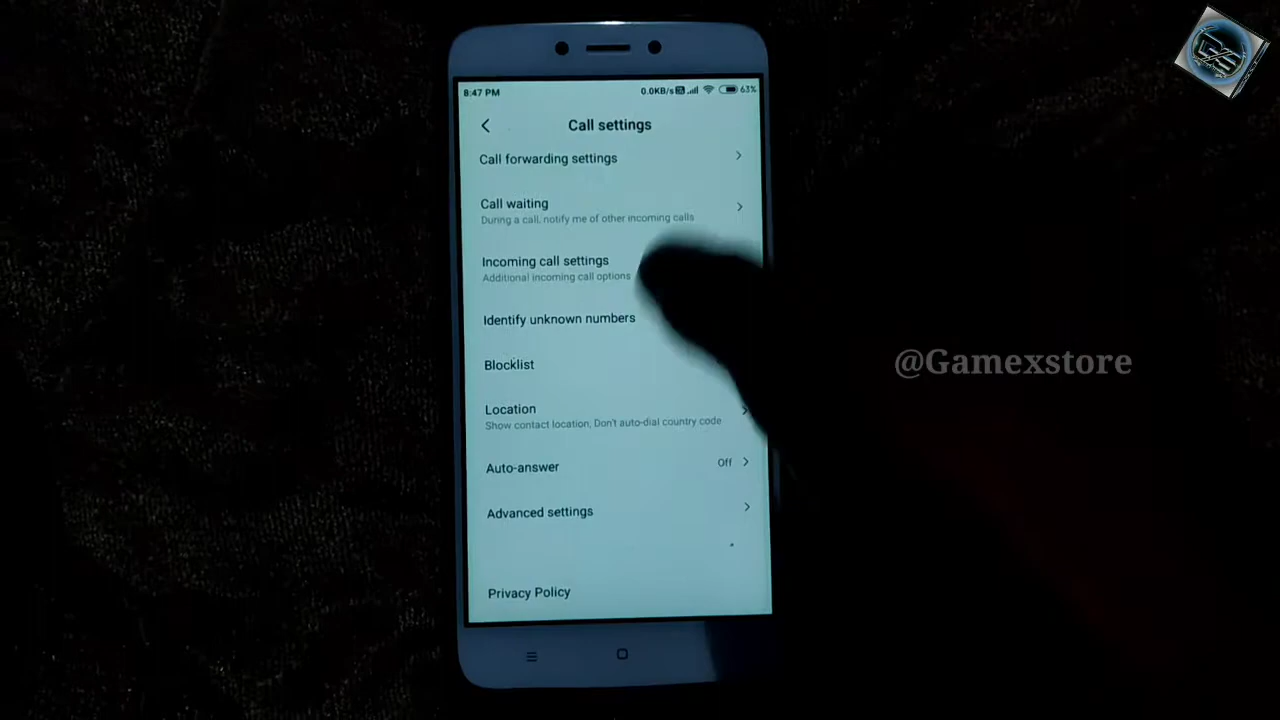 8:47 PM
0.0KB/s
63%
Call settings
Call forwarding settings
Call waiting
During a call, notify me of other incoming calls
Incoming call settings
Additional incoming call options
Identify unknown numbers
Blocklist
Location
Show contact location, Don't auto-dial country code
Auto-answer
Off
Advanced settings
Privacy Policy
@Gamexstore